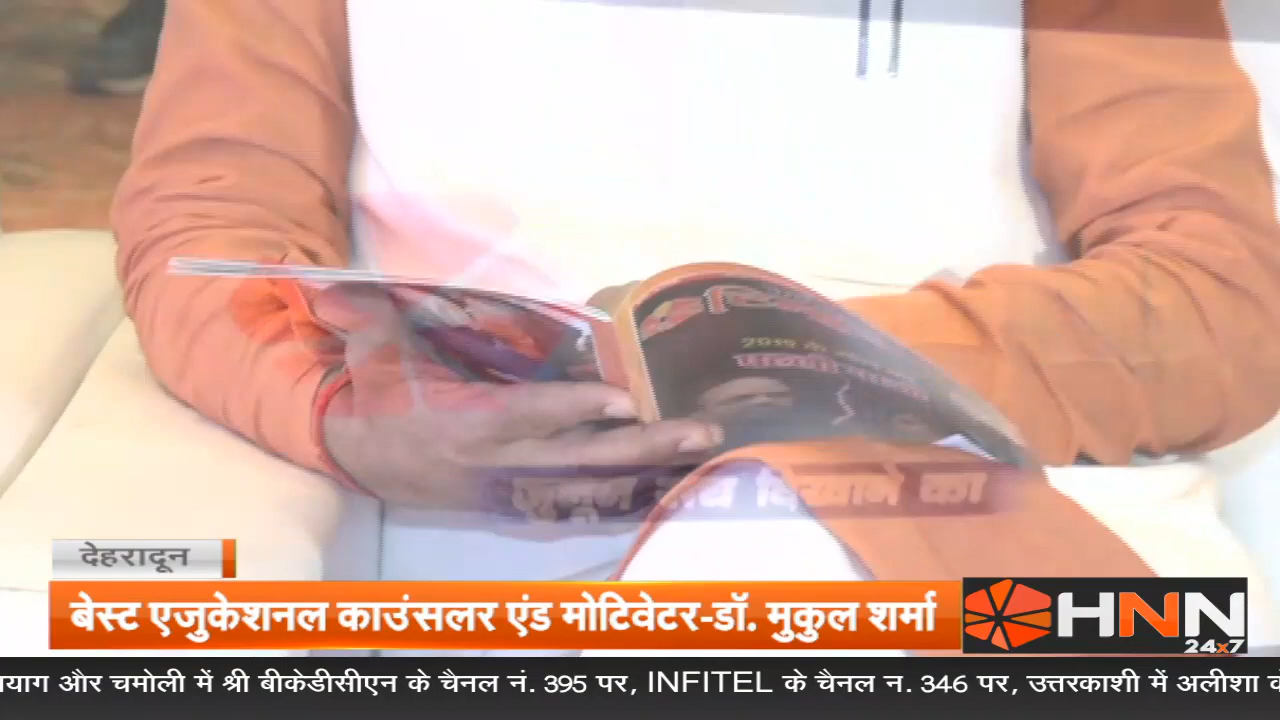 2019
दिखाने का
देहरादून
बेस्ट एजुकेशनल काउंसलर एंड मोटिवेटर-डॉ. मुकुल शर्मा
HNN
24x7
याग और चमोली में श्री बीकेडीसीएन के चैनल नं. 395 पर, INFITEL के चैनल न. 346 पर, उत्तरकाशी में अलीशा